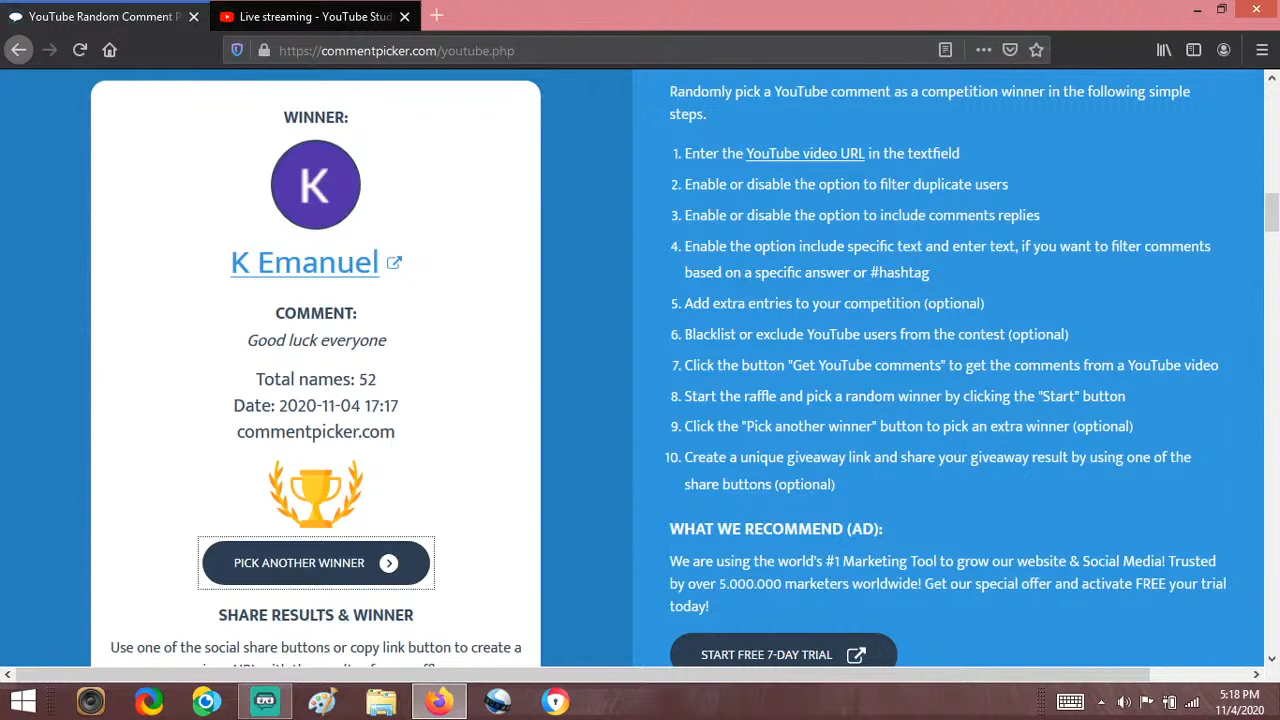 YouTube Random Comment P
Live streaming - YouTube Stud
https://commentpicker.com/youtube.php
WINNER:
K
K Emanuel
COMMENT:
Good luck everyone
Total names: 52
Date: 2020-11-04 17:17
commentpicker.com
PICK ANOTHER WINNER
SHARE RESULTS & WINNER
Use one of the social share buttons or copy link button to create a
Randomly pick a YouTube comment as a competition winner in the following simple
steps.
1. Enter the YouTube video URL in the textfield
2. Enable or disable the option to filter duplicate users
3. Enable or disable the option to include comments replies
4. Enable the option include specific text and enter text, if you want to filter comments
based on a specific answer or #hashtag
5. Add extra entries to your competition (optional)
6. Blacklist or exclude YouTube users from the contest (optional)
7. Click the button "Get YouTube comments" to get the comments from a YouTube video
8. Start the raffle and pick a random winner by clicking the "Start" button
9. Click the "Pick another winner" button to pick an extra winner (optional)
10. Create a unique giveaway link and share your giveaway result by using one of the
share buttons (optional)
WHAT WE RECOMMEND (AD):
We are using the world's #1 Marketing Tool to grow our website & Social Media! Trusted
by over 5.000.000 marketers worldwide! Get our special offer and activate FREE your trial
today!
START FREE 7-DAY TRIAL
5:18 PM
11/4/2020